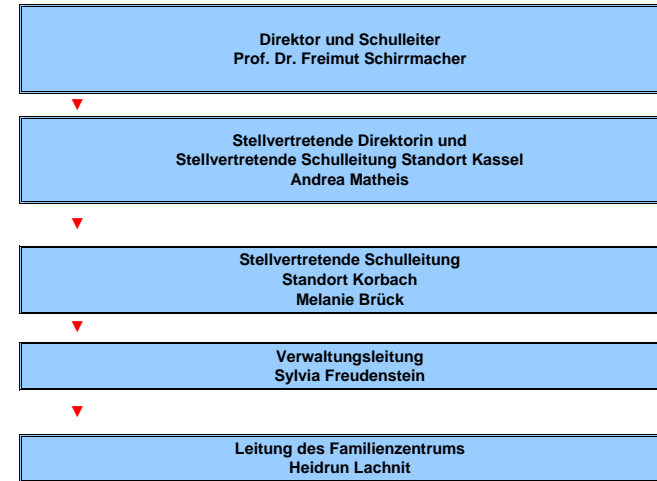 Direktor und Schulleiter
Prof. Dr. Freimut Schirrmacher
Stellvertretende Direktorin und
Stellvertretende Schulleitung Standort Kassel
Andrea Matheis
Stellvertretende Schulleitung
Standort Korbach
Melanie Brück
Verwaltungsleitung
Sylvia Freudenstein
Leitung des Familienzentrums
Heidrun Lachnit